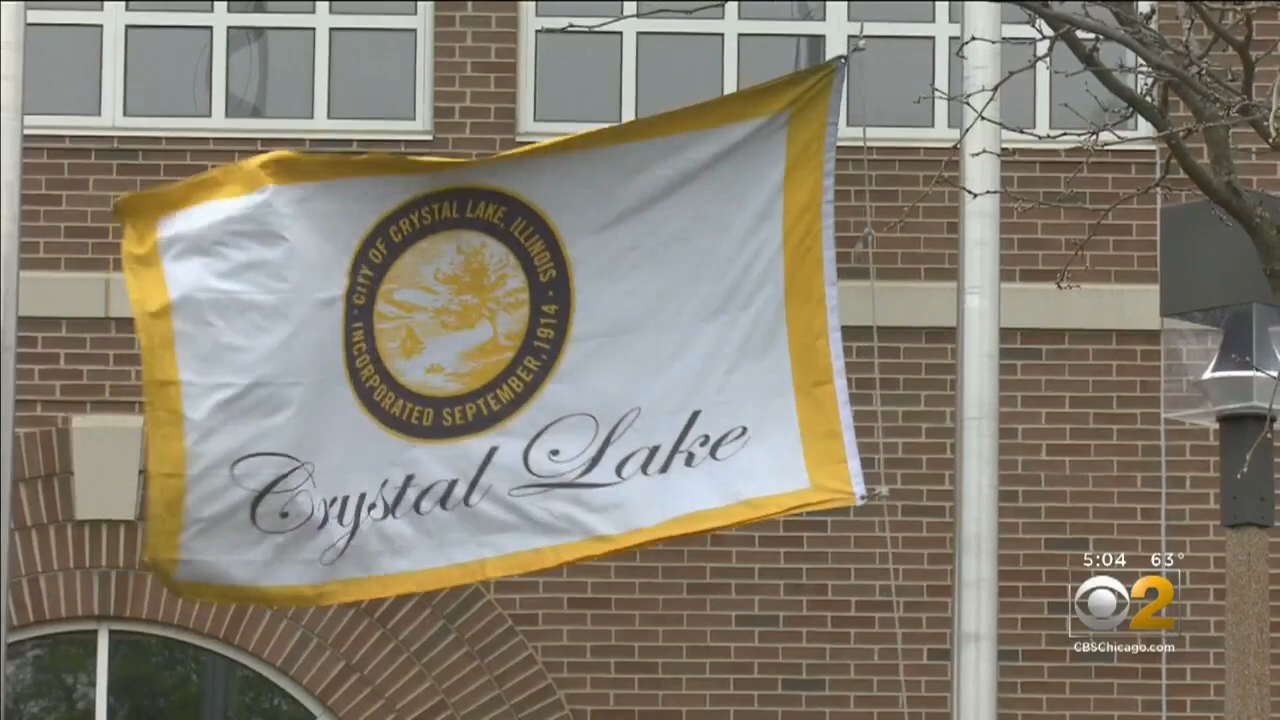 · CITY OF CRYSTAL LAKE, ILLINOIS ·
INCORPORATED SEPTEMBER, 1914
Crystal Lake
5:04 63°
2
CBSChicago.com